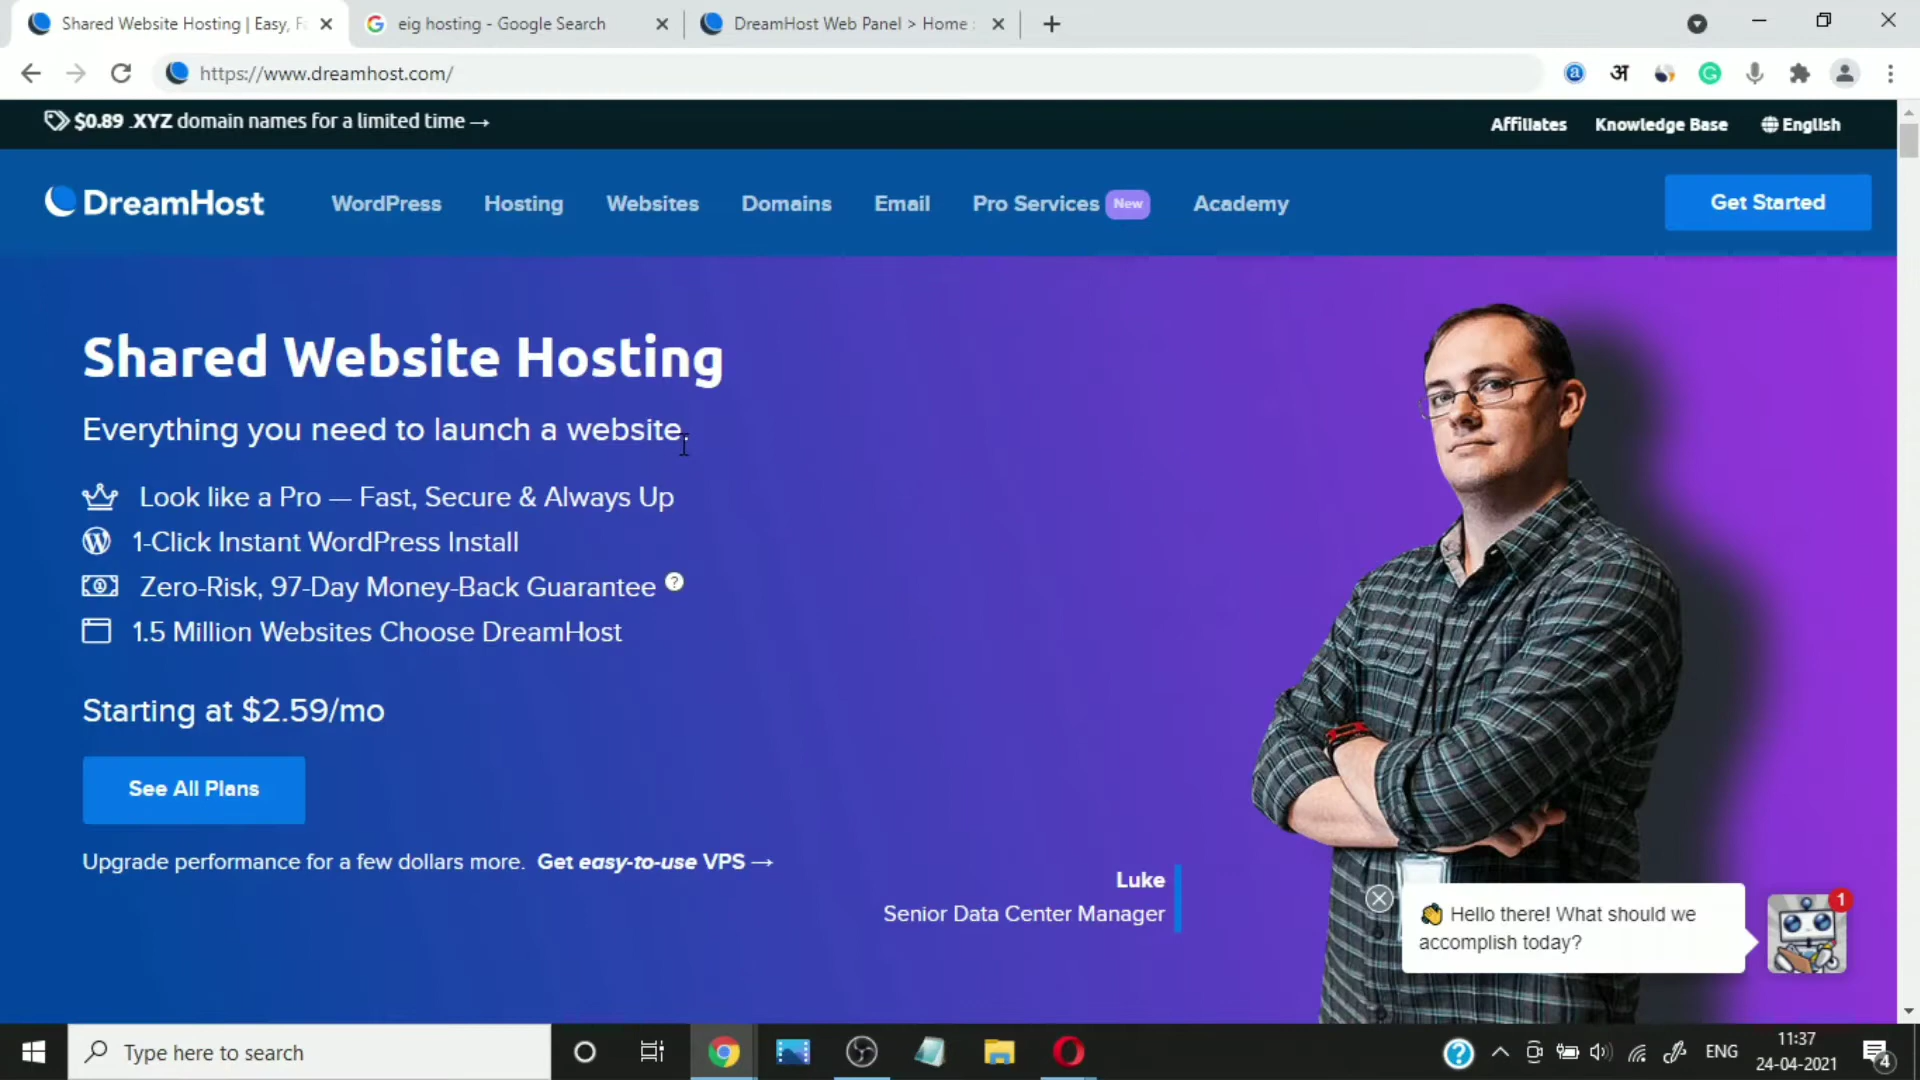 Shared Website Hosting | Easy, F
eig hosting - Google Search
DreamHost Web Panel > Home
https://www.dreamhost.com/
अ
$0.89 .XYZ domain names for a limited time →
Affiliates
Knowledge Base
English
DreamHost
WordPress
Hosting
Websites
Domains
Email
Pro Services New
Academy
Get Started
Shared Website Hosting
Everything you need to launch a website.
Look like a Pro — Fast, Secure & Always Up
1-Click Instant WordPress Install
Zero-Risk, 97-Day Money-Back Guarantee ?
1.5 Million Websites Choose DreamHost
Starting at $2.59/mo
See All Plans
Upgrade performance for a few dollars more. Get easy-to-use VPS →
Luke
Senior Data Center Manager
👏 Hello there! What should we
accomplish today?
1
Type here to search
ENG
11:37
24-04-2021
4